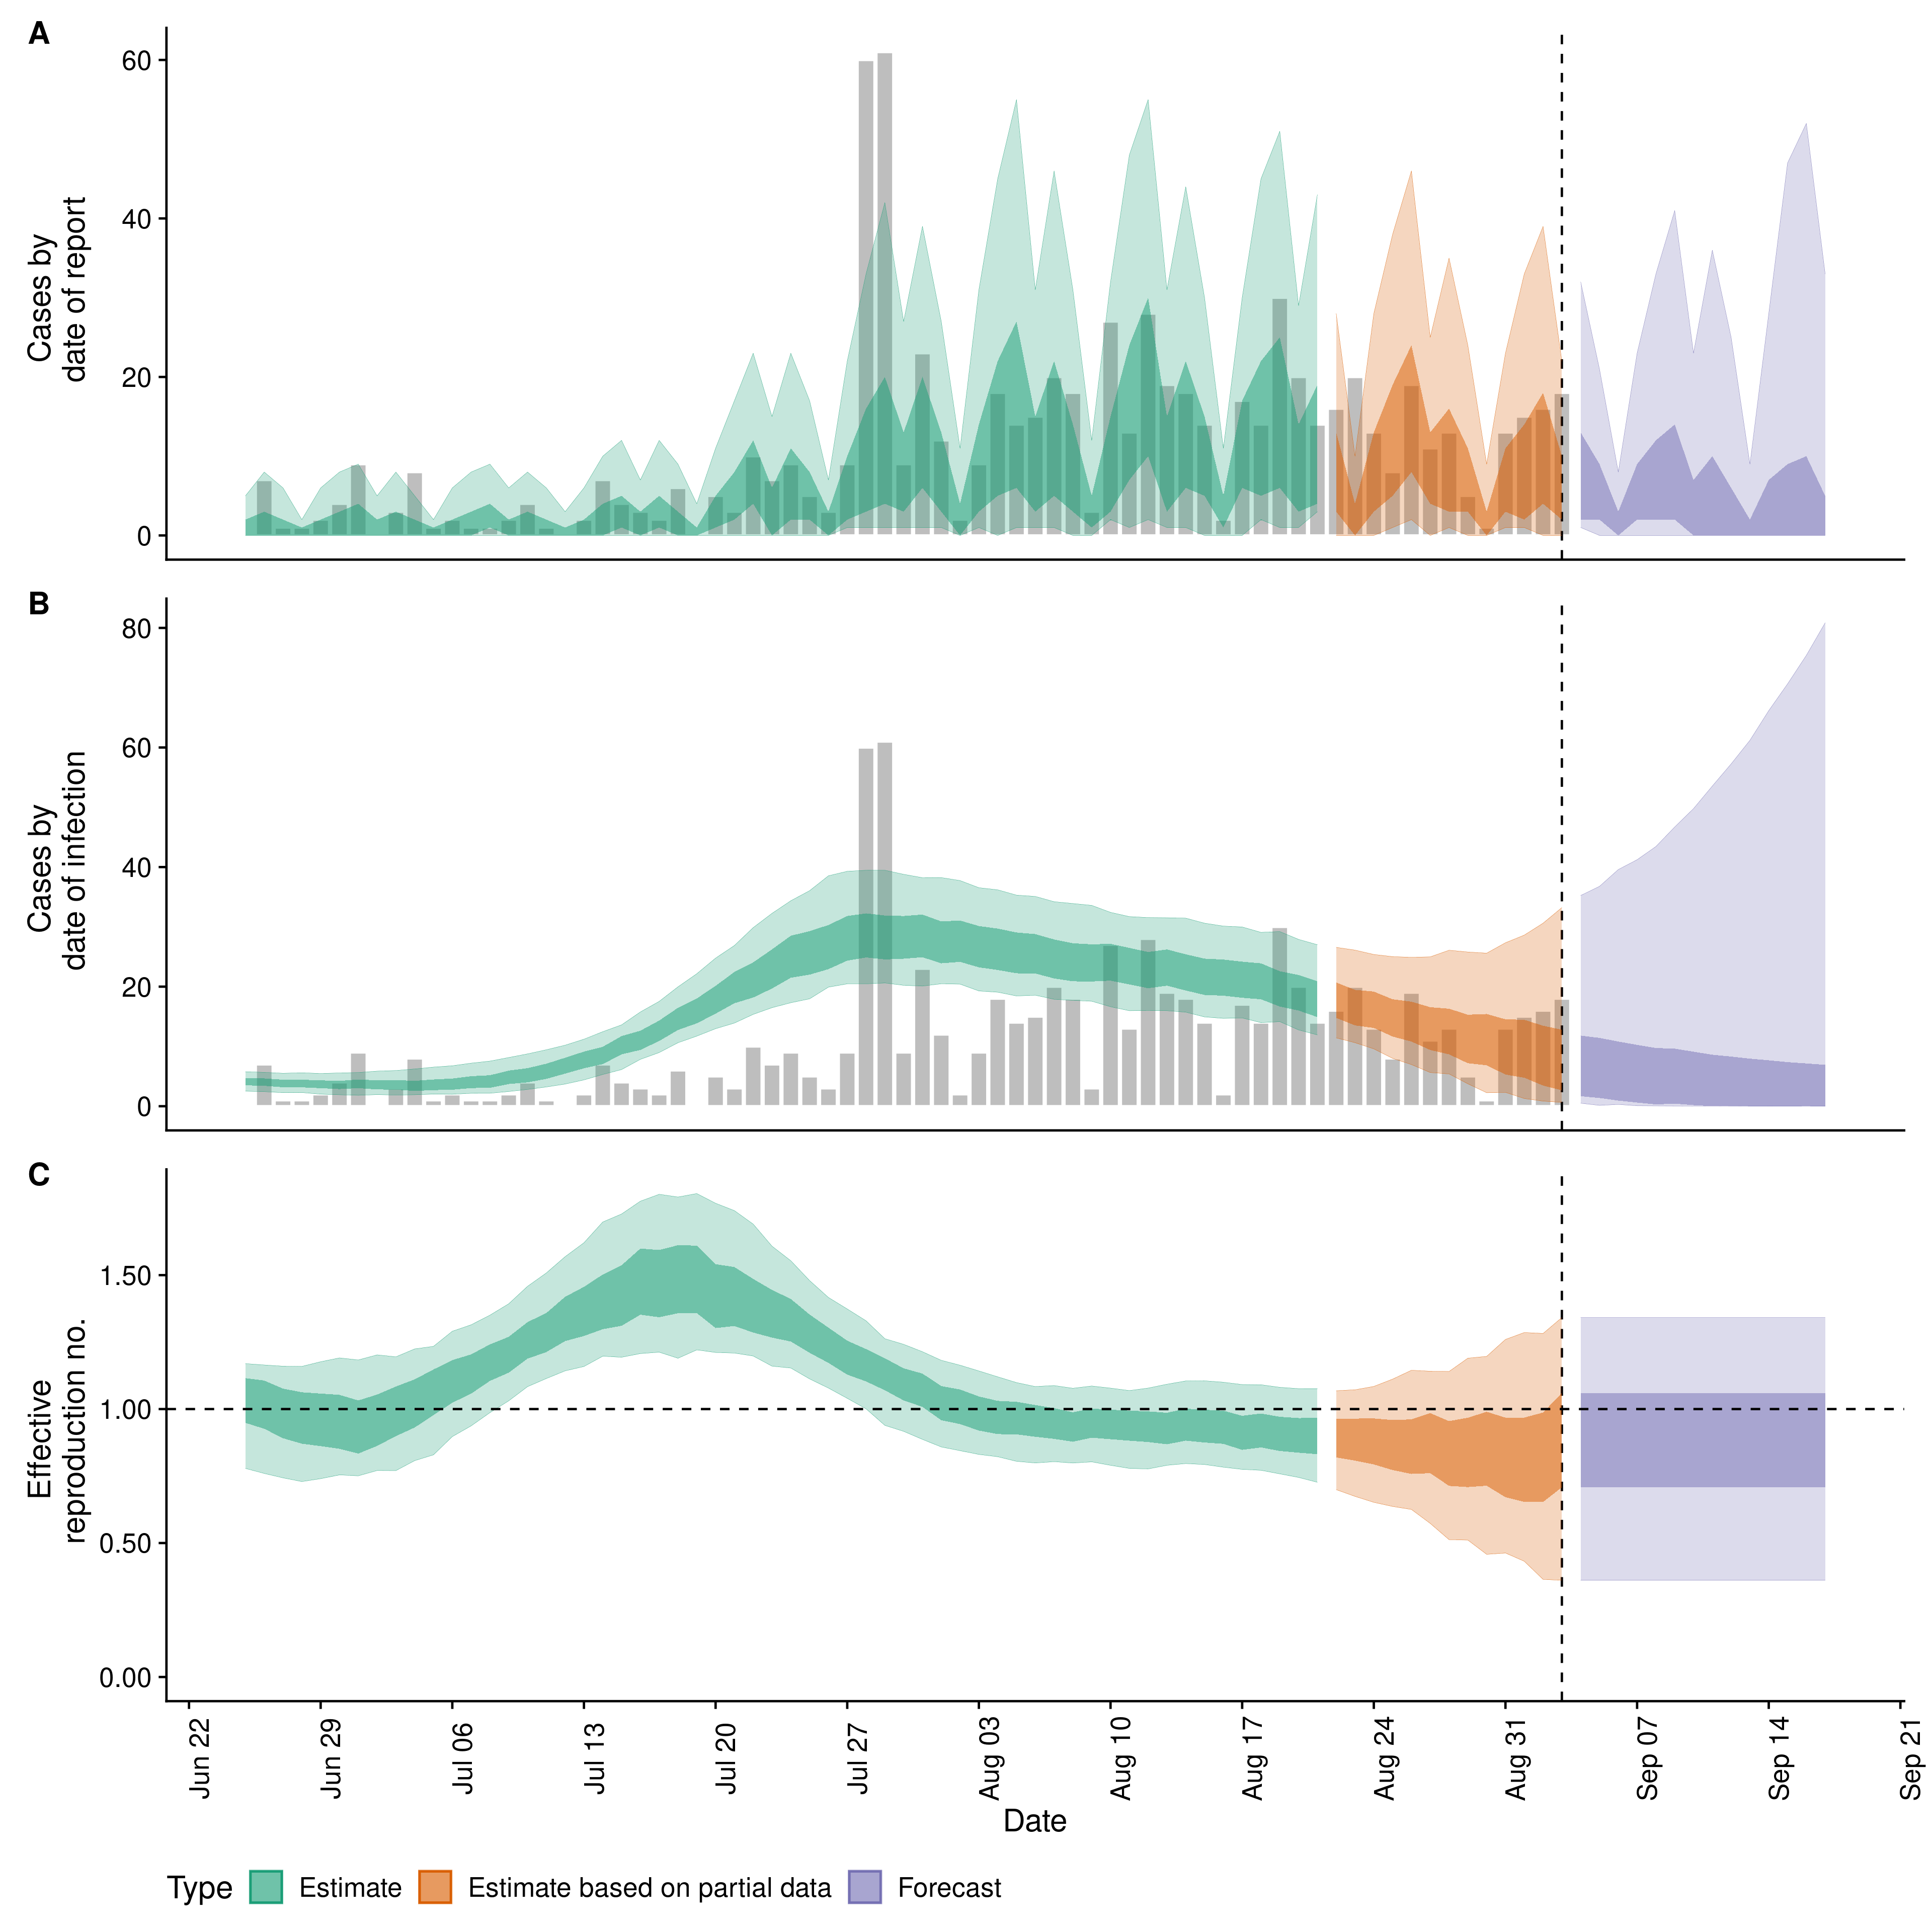 A
60
40
20
0
Cases by
date of report
B
80
60
40
20
0
Cases by
date of infection
C
1.50
1.00
0.50
0.00
Effective
reproduction no.
Jun 22
Jun 29
Jul 06
Jul 13
Jul 20
Jul 27
Aug 03
Aug 10
Aug 17
Aug 24
Aug 31
Sep 07
Sep 14
Sep 21
Date
Type Estimate Estimate based on partial data Forecast